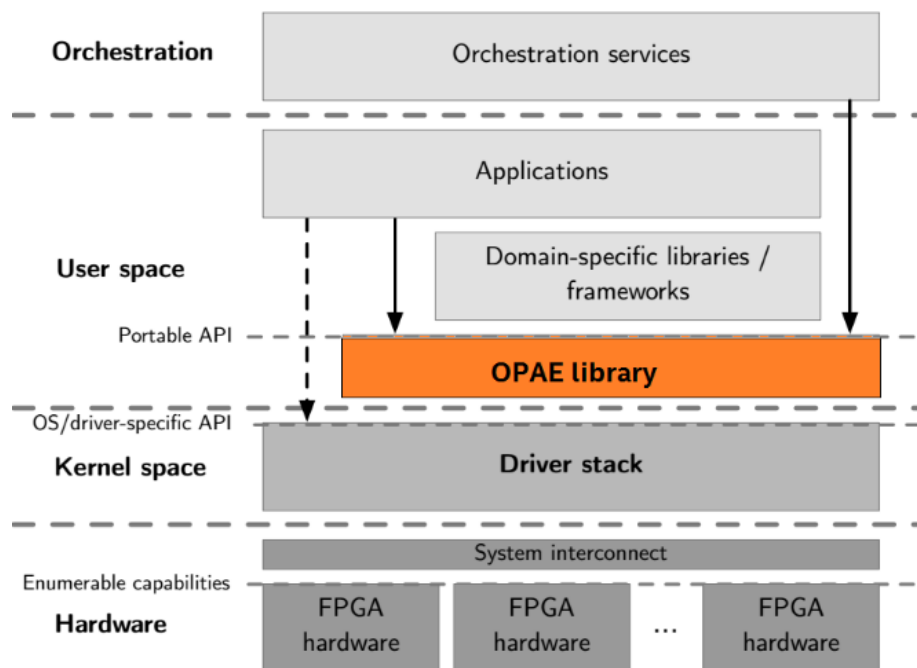 Orchestration
Orchestration services
Applications
User space
Domain-specific libraries /
frameworks
Portable API
OPAE library
OS/driver-specific API
Kernel space
Driver stack
System interconnect
Enumerable capabilities
Hardware
FPGA
hardware
FPGA
hardware
...
FPGA
hardware